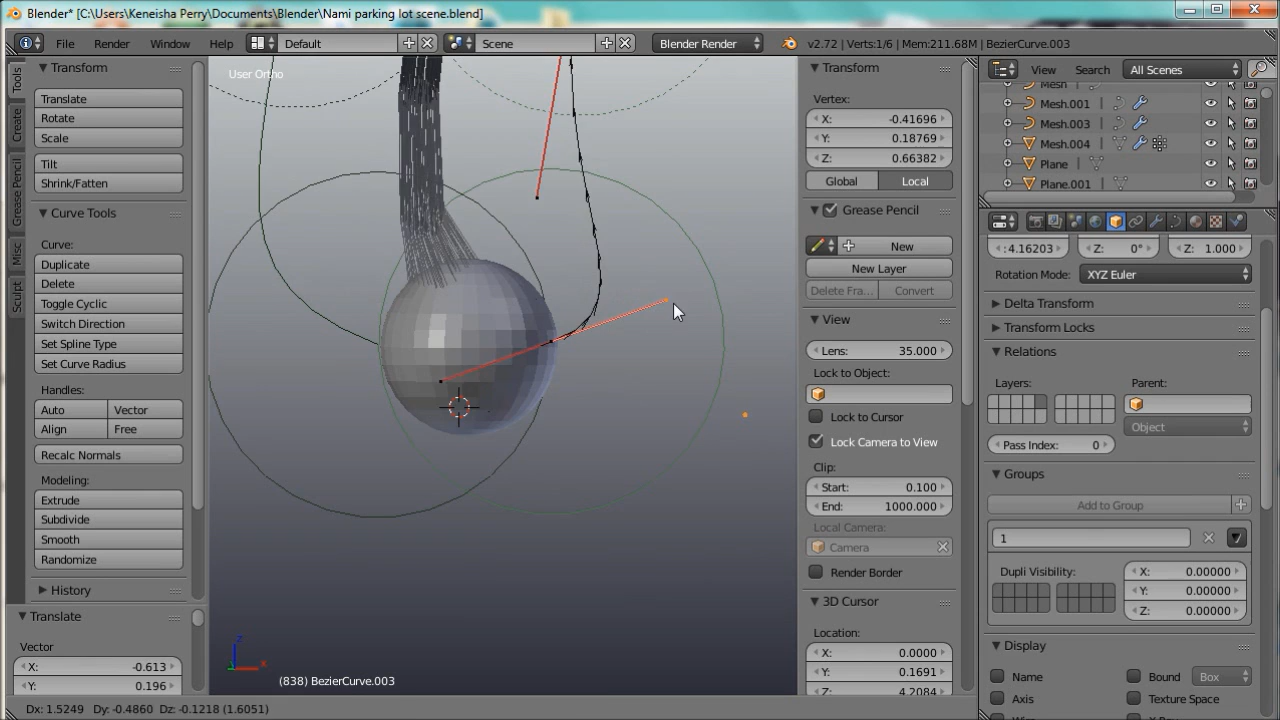 Blender* [C:\Users\Keneisha Perry\Documents\Blender\Nami parking lot scene.blend]
File Render Window Help Default Scene Blender Render v2.72 | Verts:1/6 | Mem:211.68M | BezierCurve.003
Tools
Create
Grease Pencil
Misc
Sculpt
Transform
Translate
Rotate
Scale
Tilt
Shrink/Fatten
Curve Tools
Curve:
Duplicate
Delete
Toggle Cyclic
Switch Direction
Set Spline Type
Set Curve Radius
Handles:
Auto Vector
Align Free
Recalc Normals
Modeling:
Extrude
Subdivide
Smooth
Randomize
History
Translate
Vector
X: -0.613
Y: 0.196
User Ortho
z
x
(838) BezierCurve.003
Dx: 1.5249 Dy: -0.4860 Dz: -0.1218 (1.6051)
Transform
Vertex:
X: -0.41696
Y: 0.18769
Z: 0.66382
Global Local
Grease Pencil
New
New Layer
Delete Fra... Convert
View
Lens: 35.000
Lock to Object:
Lock to Cursor
Lock Camera to View
Clip:
Start: 0.100
End: 1000.000
Local Camera:
Camera
Render Border
3D Cursor
Location:
X: 0.0000
Y: 0.1691
Z: 4.2084
View Search All Scenes
Mesh
Mesh.001
Mesh.003
Mesh.004
Plane
Plane.001
: 4.16203 Z: 0° Z: 1.000
Rotation Mode: XYZ Euler
Delta Transform
Transform Locks
Relations
Layers: Parent:
Object
Pass Index: 0
Groups
Add to Group
1
Dupli Visibility: X: 0.00000
Y: 0.00000
Z: 0.00000
Display
Name Bound Box
Axis Texture Space